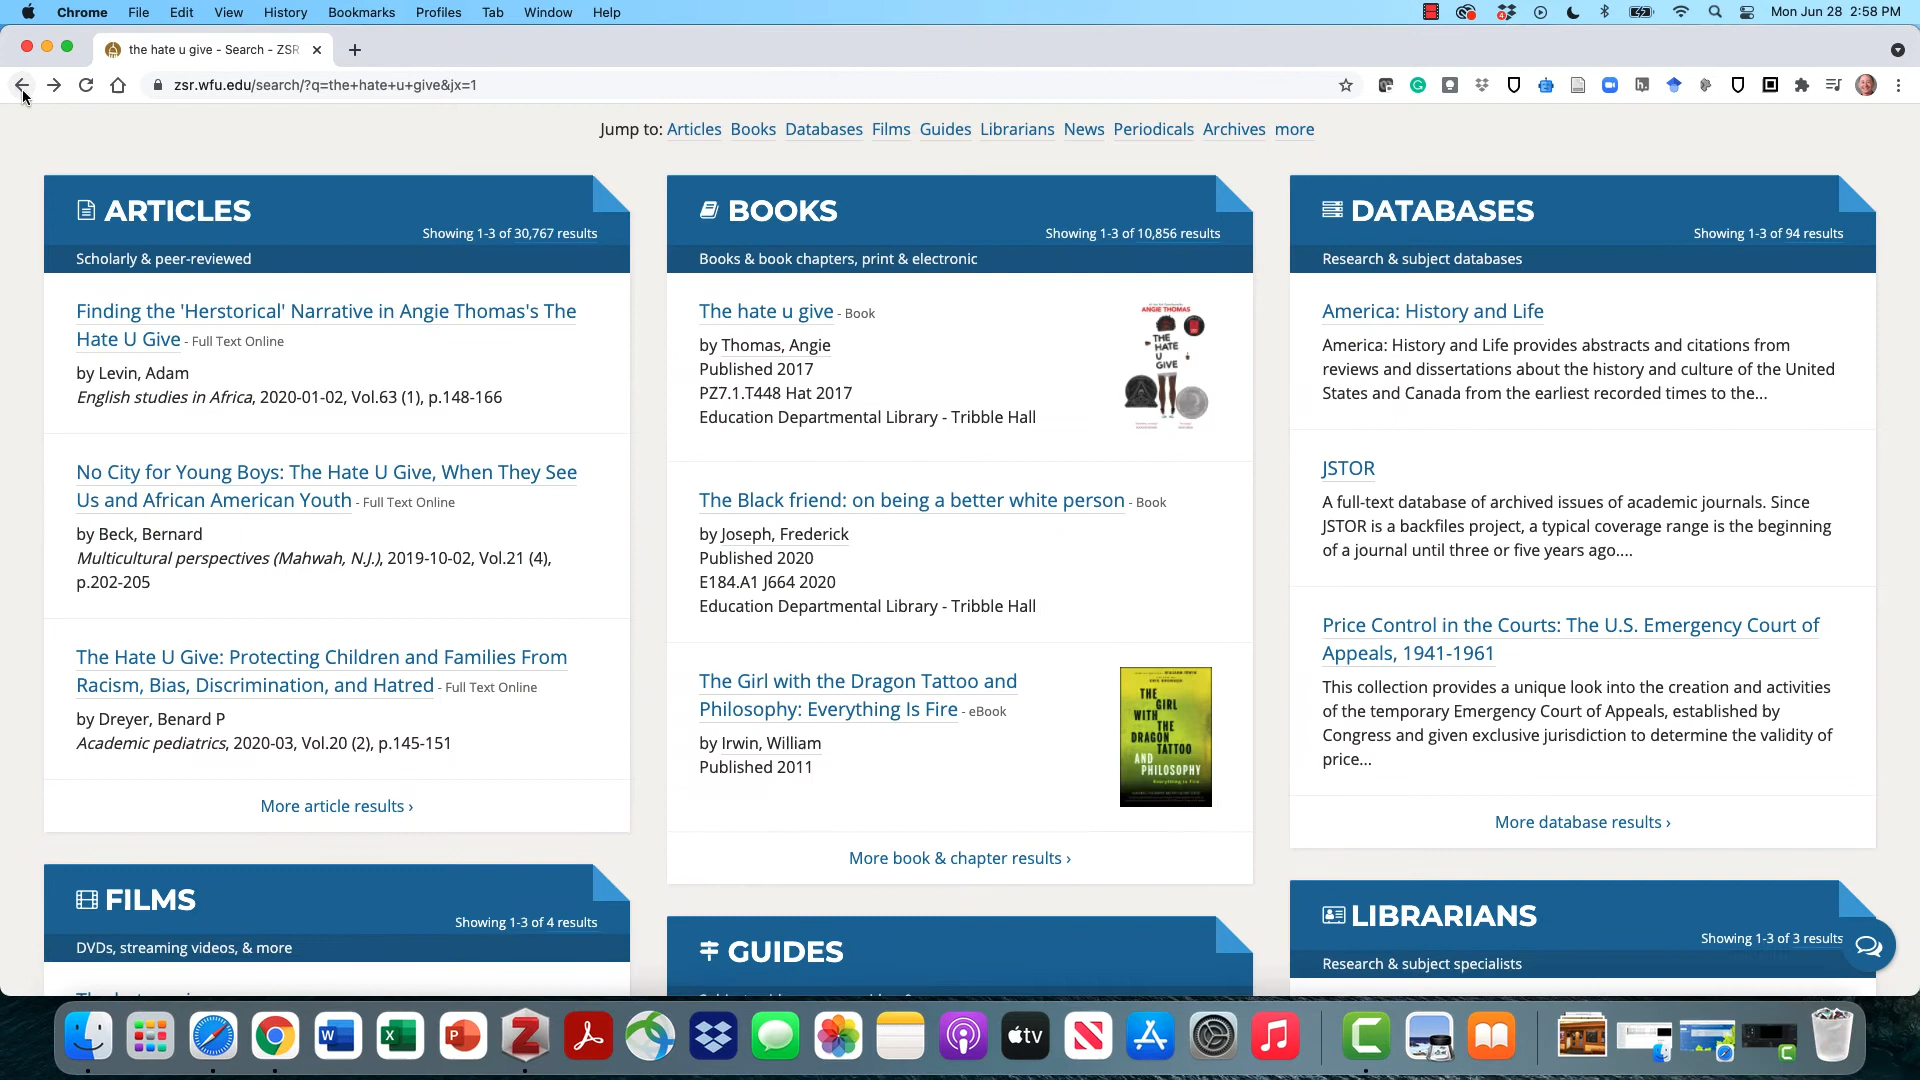 Chrome File Edit View History Bookmarks Profiles Tab Window Help
Mon Jun 28 2:58 PM
the hate u give - Search - ZSR
zsr.wfu.edu/search/?q=the+hate+u+give&jx=1
Jump to: Articles Books Databases Films Guides Librarians News Periodicals Archives more
ARTICLES
Showing 1-3 of 30,767 results
Scholarly & peer-reviewed
Finding the 'Herstorical' Narrative in Angie Thomas's The
Hate U Give - Full Text Online
by Levin, Adam
English studies in Africa, 2020-01-02, Vol.63 (1), p.148-166
No City for Young Boys: The Hate U Give, When They See
Us and African American Youth - Full Text Online
by Beck, Bernard
Multicultural perspectives (Mahwah, N.J.), 2019-10-02, Vol.21 (4),
p.202-205
The Hate U Give: Protecting Children and Families From
Racism, Bias, Discrimination, and Hatred - Full Text Online
by Dreyer, Benard P
Academic pediatrics, 2020-03, Vol.20 (2), p.145-151
More article results ›
FILMS
Showing 1-3 of 4 results
DVDs, streaming videos, & more
BOOKS
Showing 1-3 of 10,856 results
Books & book chapters, print & electronic
The hate u give - Book
by Thomas, Angie
Published 2017
PZ7.1.T448 Hat 2017
Education Departmental Library - Tribble Hall
ANGIE THOMAS
THE
HATE
U
GIVE
The Black friend: on being a better white person - Book
by Joseph, Frederick
Published 2020
E184.A1 J664 2020
Education Departmental Library - Tribble Hall
The Girl with the Dragon Tattoo and
Philosophy: Everything Is Fire - eBook
by Irwin, William
Published 2011
THE
GIRL
WITH THE
DRAGON
TATTOO
AND
PHILOSOPHY
Everything Is Fire
More book & chapter results ›
GUIDES
DATABASES
Showing 1-3 of 94 results
Research & subject databases
America: History and Life
America: History and Life provides abstracts and citations from
reviews and dissertations about the history and culture of the United
States and Canada from the earliest recorded times to the...
JSTOR
A full-text database of archived issues of academic journals. Since
JSTOR is a backfiles project, a typical coverage range is the beginning
of a journal until three or five years ago....
Price Control in the Courts: The U.S. Emergency Court of
Appeals, 1941-1961
This collection provides a unique look into the creation and activities
of the temporary Emergency Court of Appeals, established by
Congress and given exclusive jurisdiction to determine the validity of
price...
More database results ›
LIBRARIANS
Showing 1-3 of 3 results
Research & subject specialists
tv